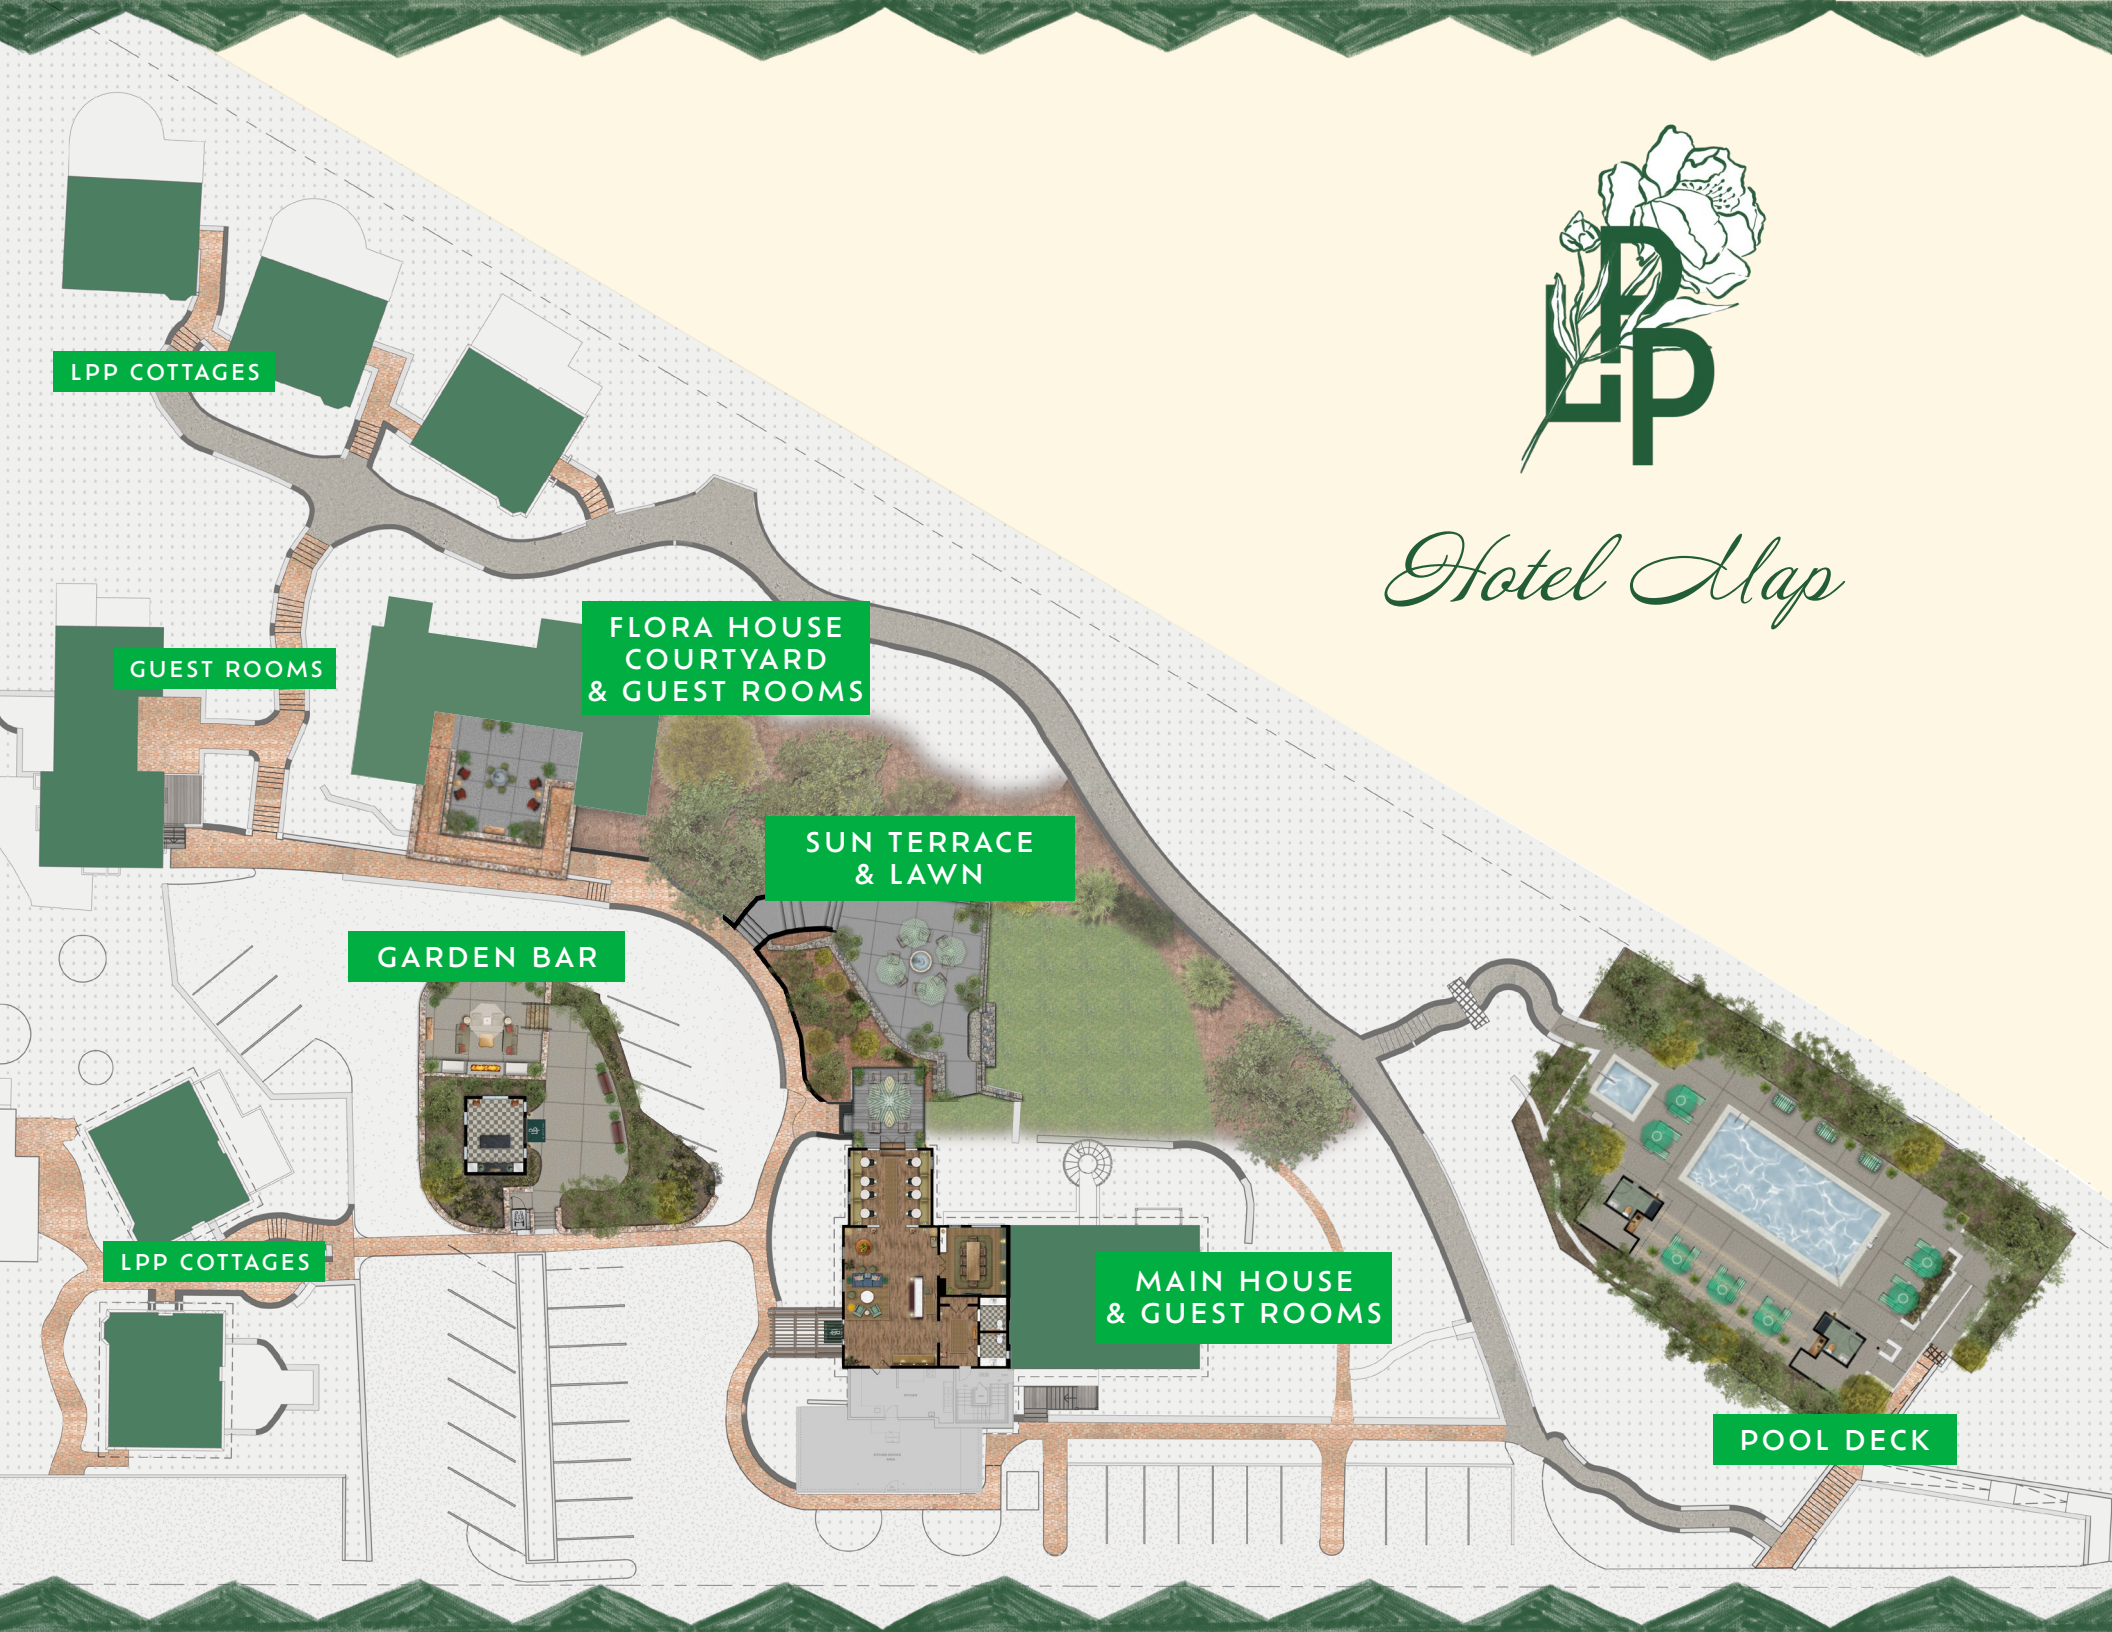 LPP
Hotel Map
LPP COTTAGES
GUEST ROOMS
FLORA HOUSE
COURTYARD
& GUEST ROOMS
SUN TERRACE
& LAWN
GARDEN BAR
LPP COTTAGES
MAIN HOUSE
& GUEST ROOMS
POOL DECK